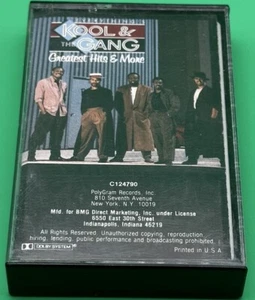 KOOL &
THE GANG
Greatest Hits & More
C124790
PolyGram Records, Inc.
810 Seventh Avenue
New York, N.Y. 10019
Mfd. for BMG Direct Marketing, Inc. under License
6550 East 30th Street
Indianapolis, Indiana 46219
All Rights Reserved. Unauthorized copying, reproduction,
hiring, lending, public performance and broadcasting prohibited.
DOLBY SYSTEM
Printed in U.S.A.